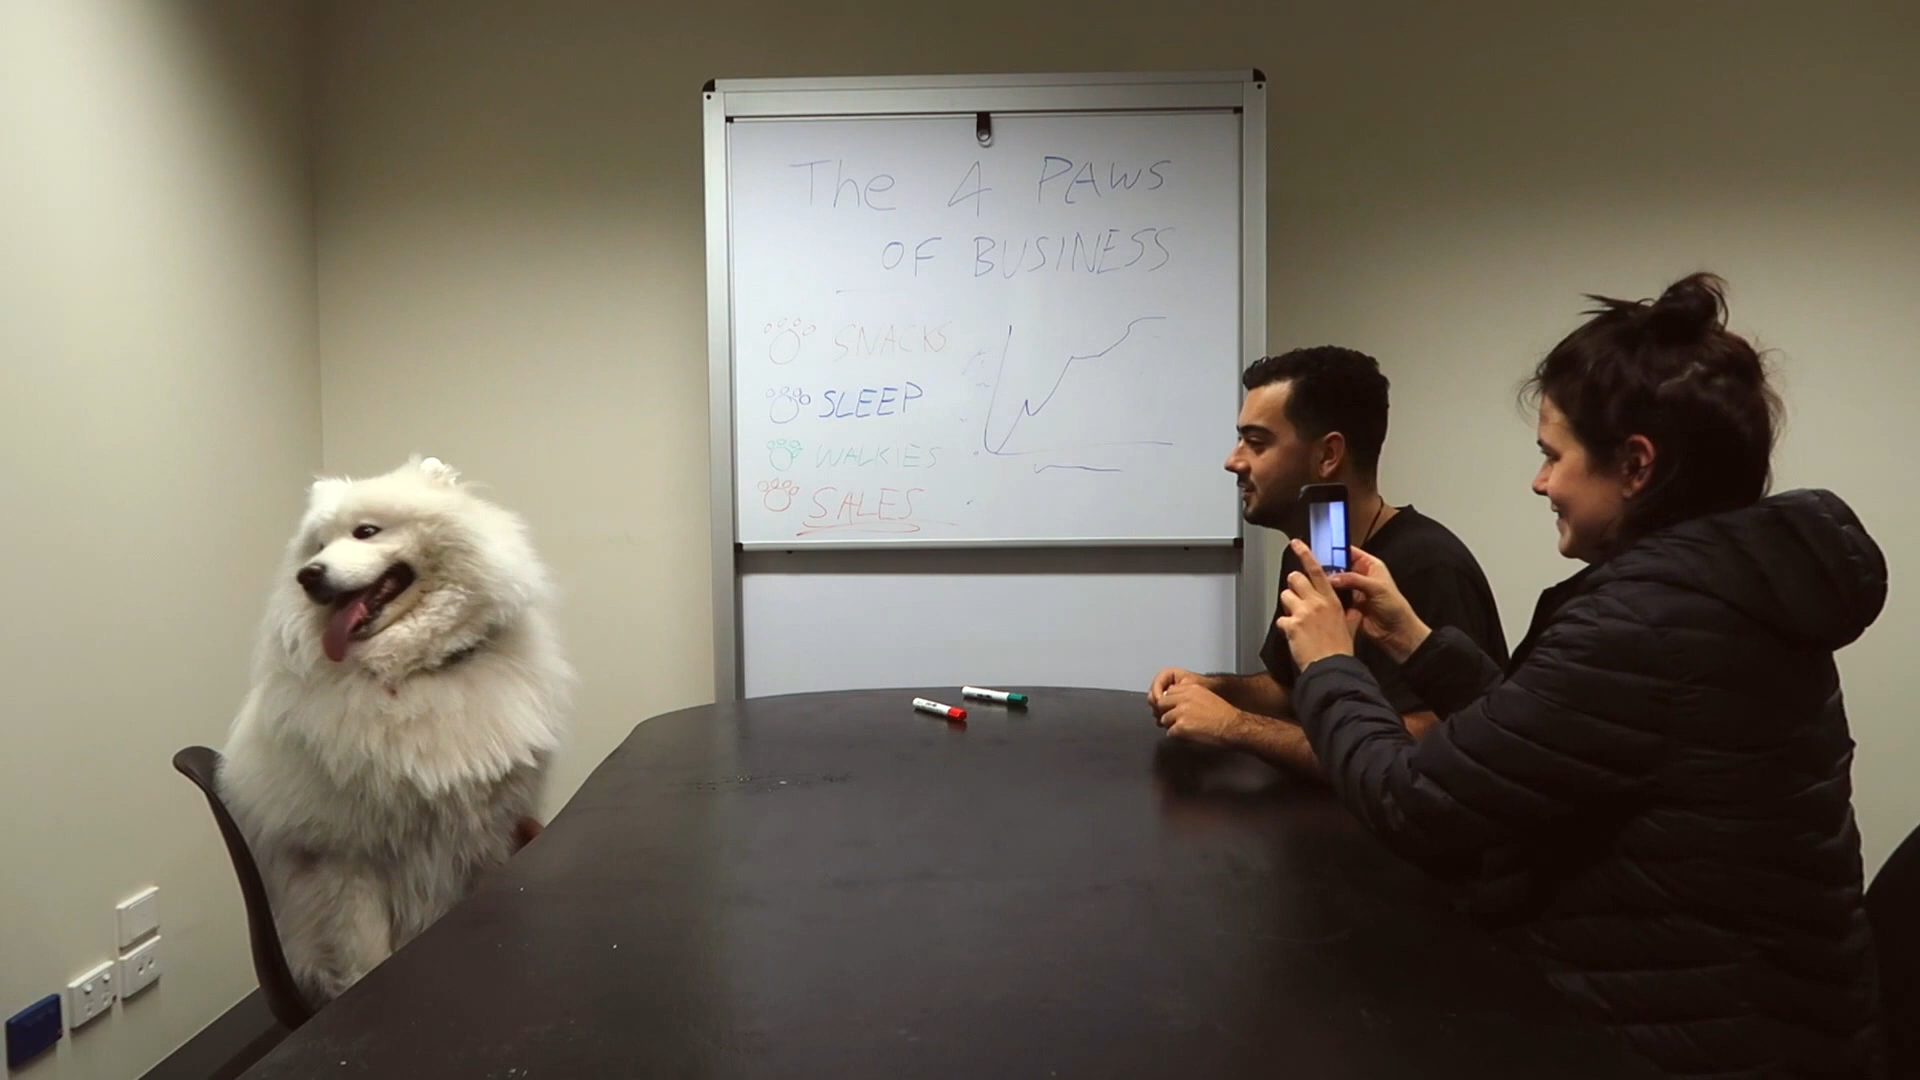 The 4 PAWS
OF BUSINESS
SNACKS
SLEEP
WALKIES
SALES